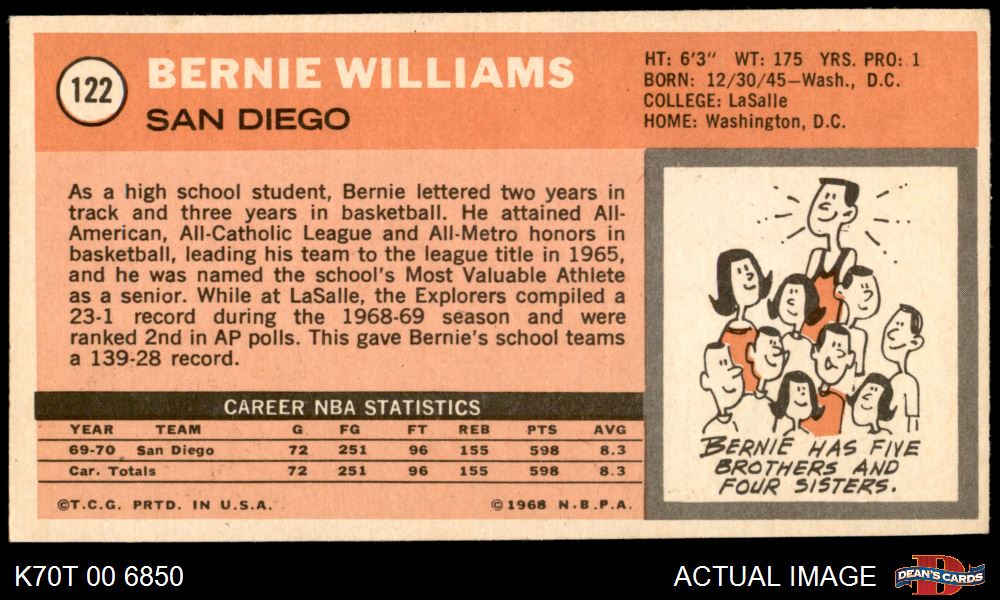 122
BERNIE WILLIAMS
SAN DIEGO
HT: 6'3" WT: 175 YRS. PRO: 1
BORN: 12/30/45—Wash., D.C.
COLLEGE: LaSalle
HOME: Washington, D.C.
As a high school student, Bernie lettered two years in
track and three years in basketball. He attained All-
American, All-Catholic League and All-Metro honors in
basketball, leading his team to the league title in 1965,
and he was named the school's Most Valuable Athlete
as a senior. While at LaSalle, the Explorers compiled a
23-1 record during the 1968-69 season and were
ranked 2nd in AP polls. This gave Bernie's school teams
a 139-28 record.
BERNIE HAS FIVE
BROTHERS AND
FOUR SISTERS.
CAREER NBA STATISTICS
YEAR TEAM G FG FT REB PTS AVG
69-70 San Diego 72 251 96 155 598 8.3
Car. Totals 72 251 96 155 598 8.3
©T.C.G. PRTD. IN U.S.A. ©1968 N.B.P.A.
K70T 00 6850
ACTUAL IMAGE
D
DEAN'S CARDS